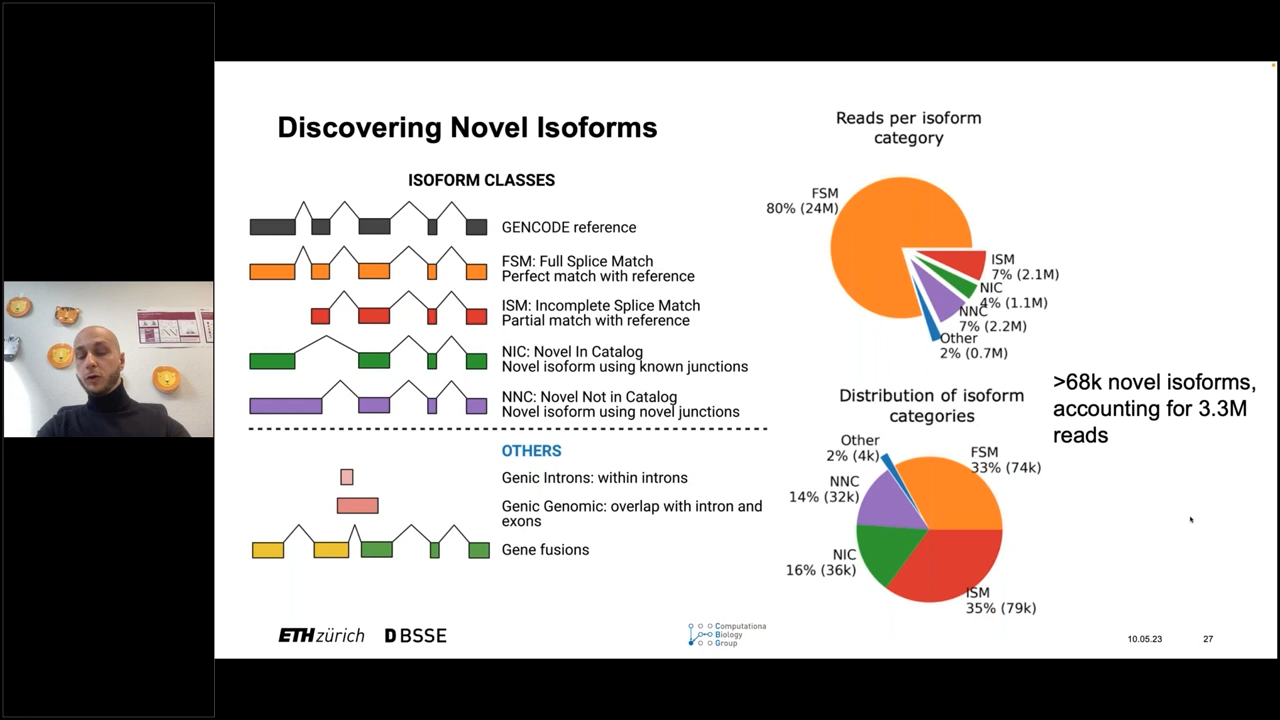 Discovering Novel Isoforms
ISOFORM CLASSES
GENCODE reference
FSM: Full Splice Match
Perfect match with reference
ISM: Incomplete Splice Match
Partial match with reference
NIC: Novel In Catalog
Novel isoform using known junctions
NNC: Novel Not in Catalog
Novel isoform using novel junctions
OTHERS
Genic Introns: within introns
Genic Genomic: overlap with intron and
exons
Gene fusions
Reads per isoform
category
FSM
80% (24M)
ISM
7% (2.1M)
NIC
4% (1.1M)
NNC
7% (2.2M)
Other
2% (0.7M)
Distribution of isoform
categories
Other
2% (4k)
FSM
33% (74k)
NNC
14% (32k)
NIC
16% (36k)
ISM
35% (79k)
>68k novel isoforms,
accounting for 3.3M
reads
ETH zürich
D BSSE
Computationa
Biology
Group
10.05.23
27